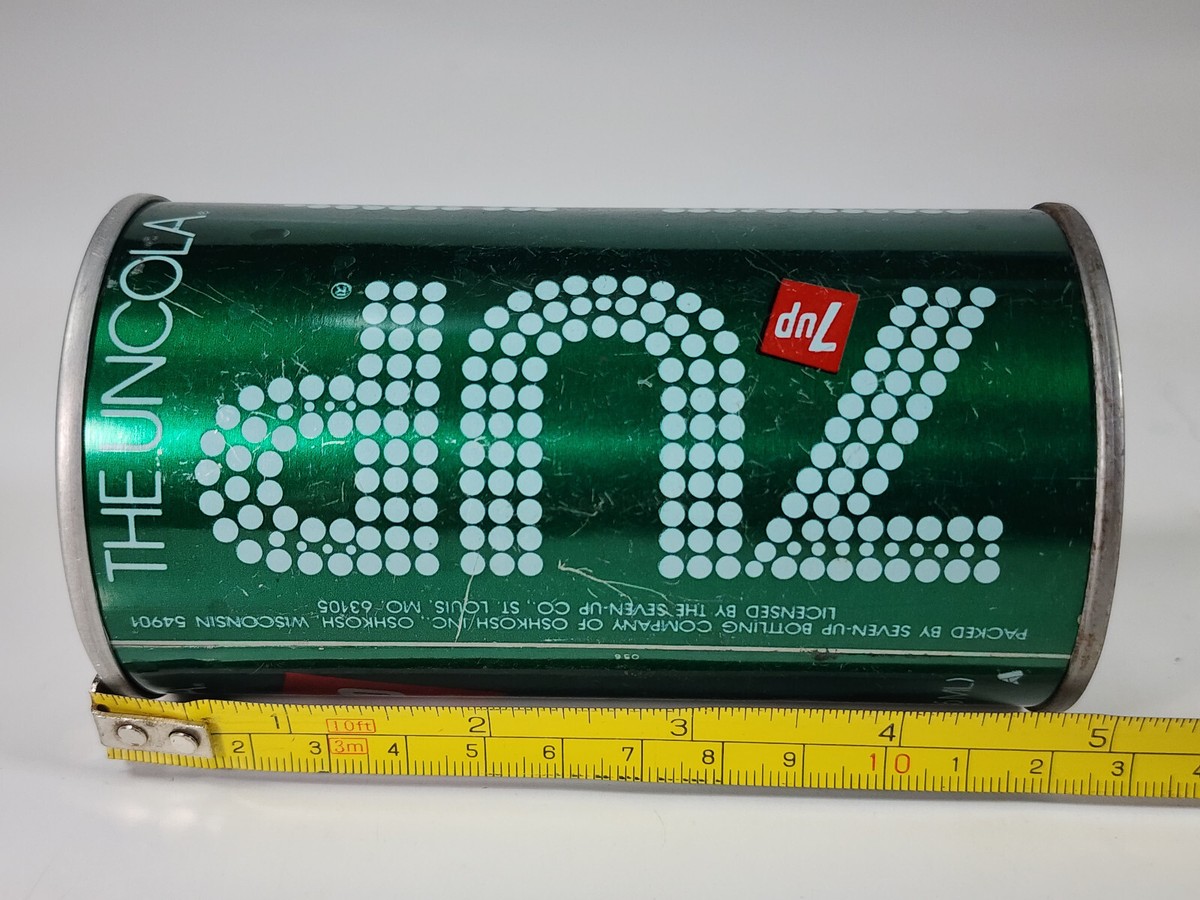 THE UNCOLA
7UP ®
7up
PACKED BY SEVEN-UP BOTTLING COMPANY OF OSHKOSH, INC., OSHKOSH, WISCONSIN 54901
LICENSED BY THE SEVEN-UP CO., ST. LOUIS, MO. 63105
056
1 10ft 2 3 4 5
2 3 3m 4 5 6 7 8 9 10 1 2 3 4